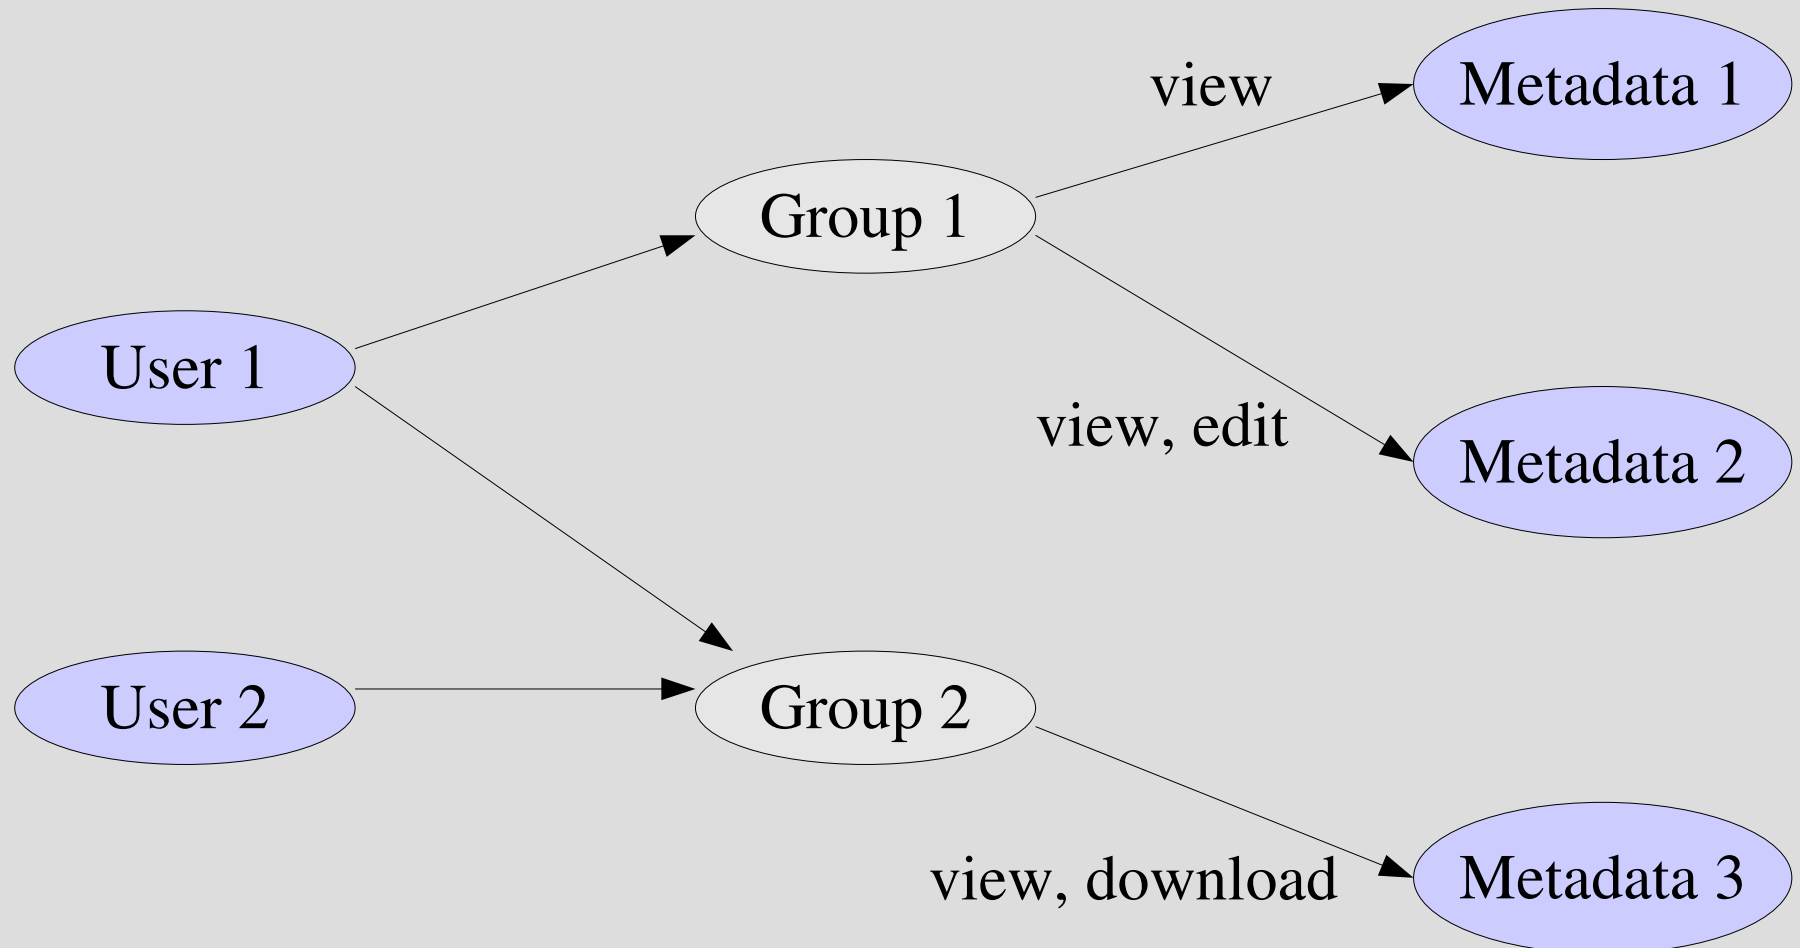 view
Metadata 1
Group 1
User 1
view, edit
Metadata 2
User 2
Group 2
view, download
Metadata 3